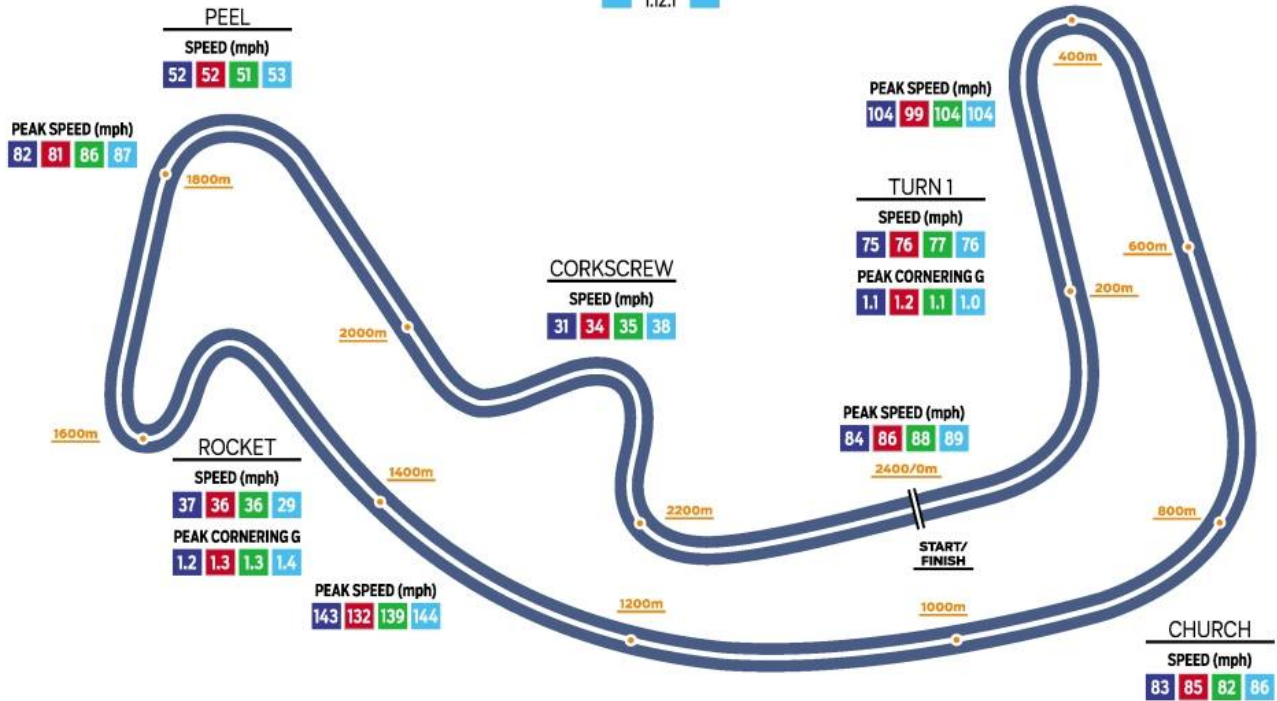 1.12.1
PEEL
SPEED (mph)
52 52 51 53
PEAK SPEED (mph)
82 81 86 87
1800m
400m
PEAK SPEED (mph)
104 99 104 104
TURN 1
SPEED (mph)
75 76 77 76
PEAK CORNERING G
1.1 1.2 1.1 1.0
600m
200m
CORKSCREW
SPEED (mph)
31 34 35 38
2000m
1600m
ROCKET
SPEED (mph)
37 36 36 29
PEAK CORNERING G
1.2 1.3 1.3 1.4
1400m
PEAK SPEED (mph)
84 86 88 89
2400/0m
2200m
800m
START/
FINISH
PEAK SPEED (mph)
143 132 139 144
1200m
1000m
CHURCH
SPEED (mph)
83 85 82 86